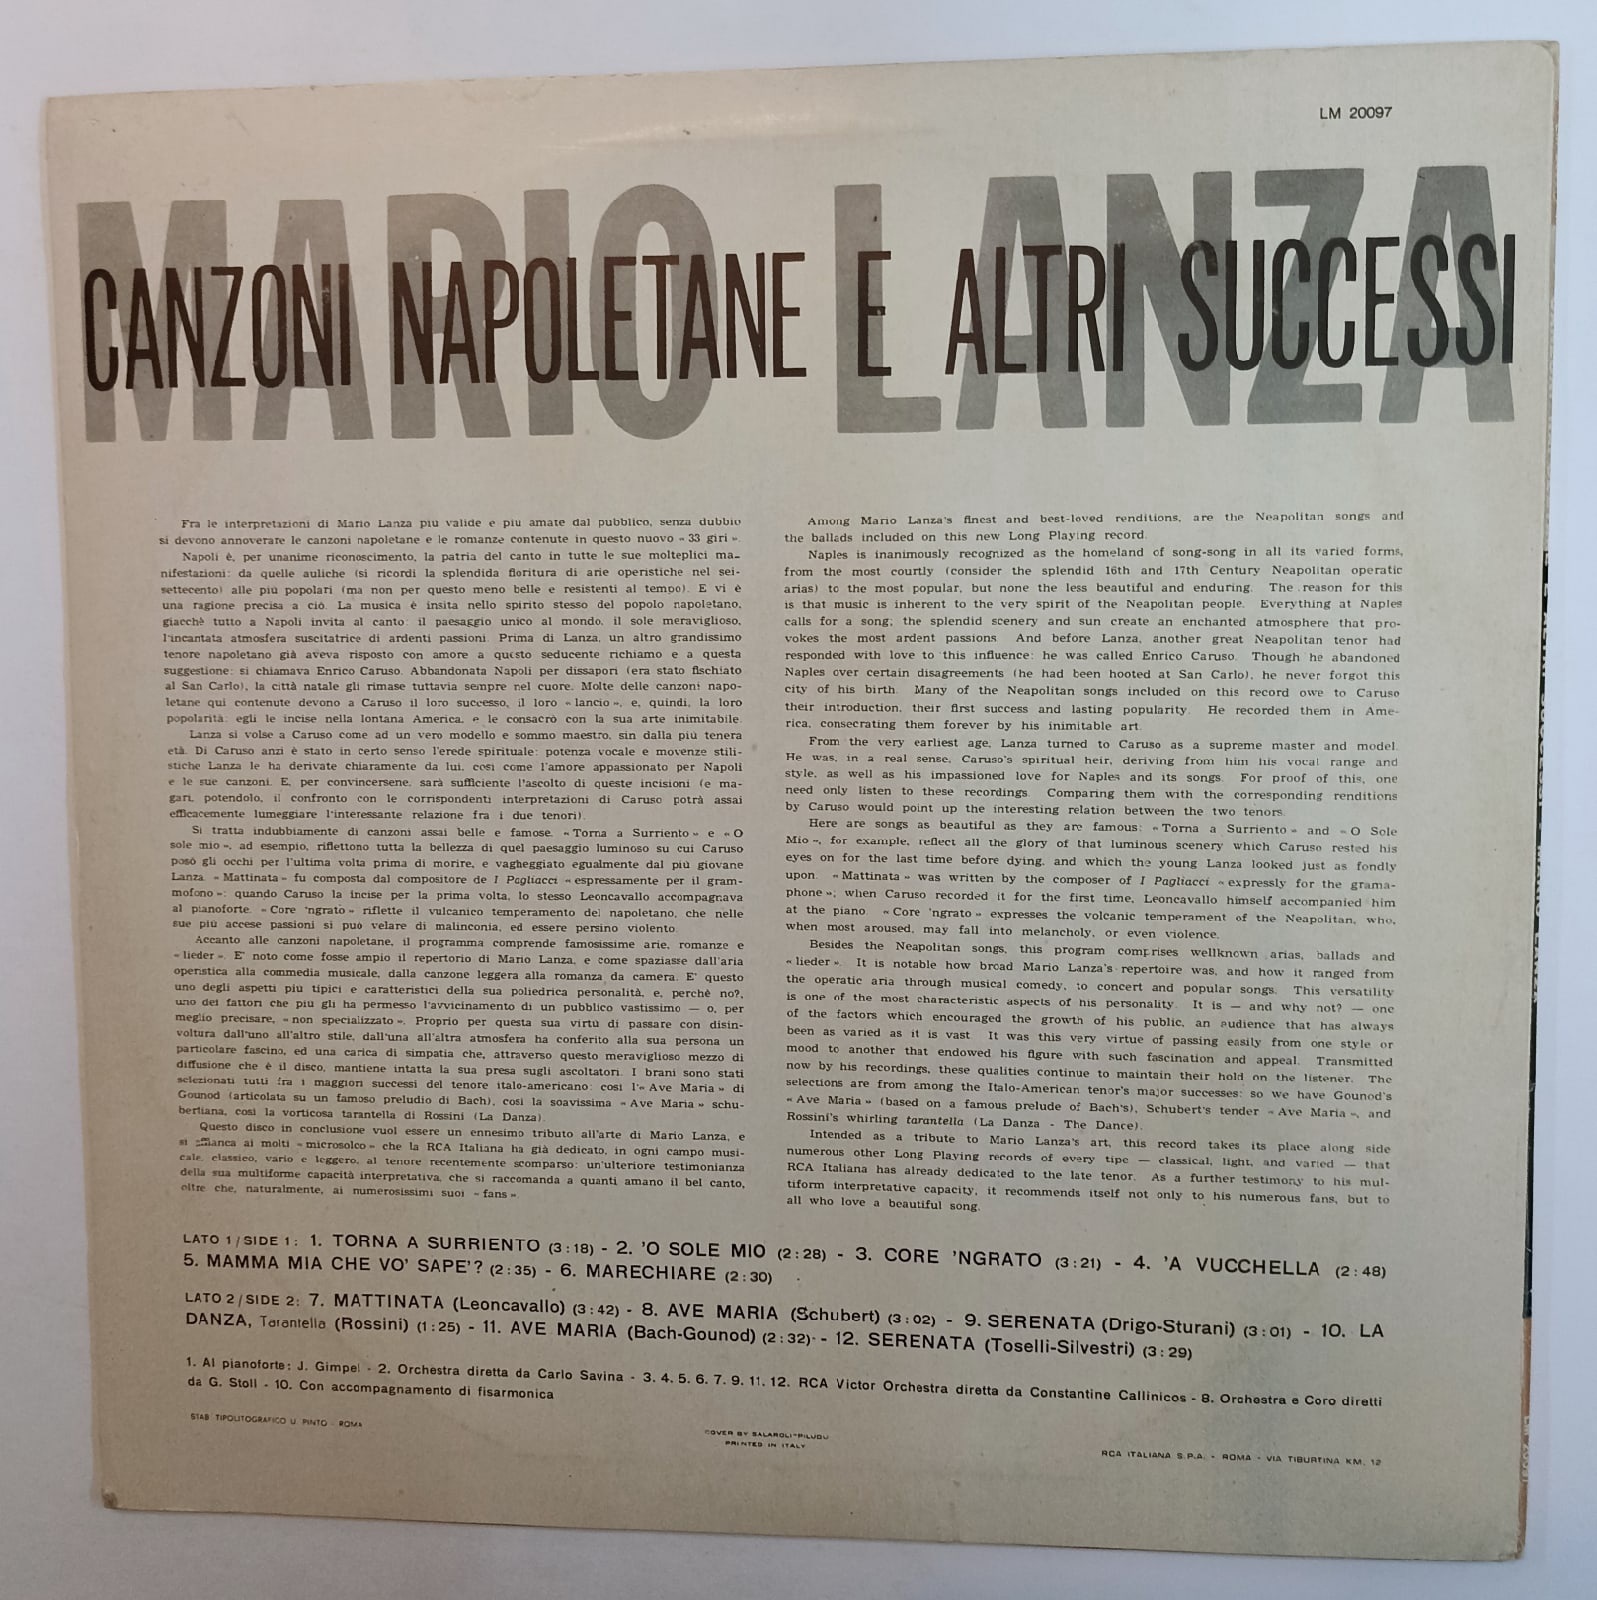 LM 20097
MARIO LANZA
CANZONI NAPOLETANE E ALTRI SUCCESSI
Fra le interpretazioni di Mario Lanza più valide e più amate dal pubblico, senza dubbio
si devono annoverare le canzoni napoletane e le romanze contenute in questo nuovo « 33 giri ».
Napoli è, per unanime riconoscimento, la patria del canto in tutte le sue molteplici ma-
nifestazioni: da quelle auliche (si ricordi la splendida fioritura di arie operistiche nel sei-
settecento) alle più popolari (ma non per questo meno belle e resistenti al tempo). E vi è
una ragione precisa a ciò. La musica è insita nello spirito stesso del popolo napoletano,
giacchè tutto a Napoli invita al canto: il paesaggio unico al mondo, il sole meraviglioso,
l'incantata atmosfera suscitatrice di ardenti passioni. Prima di Lanza, un altro grandissimo
tenore napoletano già aveva risposto con amore a questo seducente richiamo e a questa
suggestione: si chiamava Enrico Caruso. Abbandonata Napoli per dissapori (era stato fischiato
al San Carlo), la città natale gli rimase tuttavia sempre nel cuore. Molte delle canzoni napo-
letane qui contenute devono a Caruso il loro successo, il loro « lancio », e, quindi, la loro
popolarità: egli le incise nella lontana America, e le consacrò con la sua arte inimitabile.
Lanza si volse a Caruso come ad un vero modello e sommo maestro, sin dalla più tenera
età. Di Caruso anzi è stato in certo senso l'erede spirituale: potenza vocale e movenze stili-
stiche Lanza le ha derivate chiaramente da lui, così come l'amore appassionato per Napoli
e le sue canzoni. E, per convincersene, sarà sufficiente l'ascolto di queste incisioni (e ma-
gari, potendolo, il confronto con le corrispondenti interpretazioni di Caruso potrà assai
efficacemente lumeggiare l'interessante relazione fra i due tenori).
Si tratta indubbiamente di canzoni assai belle e famose. « Torna a Surriento » e « O
sole mio », ad esempio, riflettono tutta la bellezza di quel paesaggio luminoso su cui Caruso
posò gli occhi per l'ultima volta prima di morire, e vagheggiato egualmente dal più giovane
Lanza. « Mattinata » fu composta dal compositore de I Pagliacci « espressamente per il gram-
mofono »: quando Caruso la incise per la prima volta, lo stesso Leoncavallo accompagnava
al pianoforte. « Core 'ngrato » riflette il vulcanico temperamento del napoletano, che nelle
sue più accese passioni si può velare di malinconia, ed essere persino violento.
Accanto alle canzoni napoletane, il programma comprende famosissime arie, romanze e
« lieder ». E' noto come fosse ampio il repertorio di Mario Lanza, e come spaziasse dall'aria
operistica alla commedia musicale, dalla canzone leggera alla romanza da camera. E' questo
uno degli aspetti più tipici e caratteristici della sua poliedrica personalità, e, perchè no?,
uno dei fattori che più gli ha permesso l'avvicinamento di un pubblico vastissimo — o, per
meglio precisare, « non specializzato ». Proprio per questa sua virtù di passare con disin-
voltura dall'uno all'altro stile, dall'una all'altra atmosfera ha conferito alla sua persona un
particolare fascino, ed una carica di simpatia che, attraverso questo meraviglioso mezzo di
diffusione che è il disco, mantiene intatta la sua presa sugli ascoltatori. I brani sono stati
selezionati tutti fra i maggiori successi del tenore italo-americano: così l'« Ave Maria » di
Gounod (articolata su un famoso preludio di Bach), così la soavissima « Ave Maria » schu-
bertiana, così la vorticosa tarantella di Rossini (La Danza).
Questo disco in conclusione vuol essere un ennesimo tributo all'arte di Mario Lanza, e
si affianca ai molti « microsolco » che la RCA Italiana ha già dedicato, in ogni campo musi-
cale, classico, vario e leggero, al tenore recentemente scomparso: un'ulteriore testimonianza
della sua multiforme capacità interpretativa, che si raccomanda a quanti amano il bel canto,
oltre che, naturalmente, ai numerosissimi suoi « fans ».
Among Mario Lanza's finest and best-loved renditions, are the Neapolitan songs and
the ballads included on this new Long Playing record.
Naples is inanimously recognized as the homeland of song-song in all its varied forms,
from the most courtly (consider the splendid 16th and 17th Century Neapolitan operatic
arias) to the most popular, but none the less beautiful and enduring. The reason for this
is that music is inherent to the very spirit of the Neapolitan people. Everything at Naples
calls for a song; the splendid scenery and sun create an enchanted atmosphere that pro-
vokes the most ardent passions. And before Lanza, another great Neapolitan tenor had
responded with love to this influence: he was called Enrico Caruso. Though he abandoned
Naples over certain disagreements (he had been hooted at San Carlo), he never forgot this
city of his birth. Many of the Neapolitan songs included on this record owe to Caruso
their introduction, their first success and lasting popularity. He recorded them in Ame-
rica, consecrating them forever by his inimitable art.
From the very earliest age, Lanza turned to Caruso as a supreme master and model.
He was, in a real sense, Caruso's spiritual heir, deriving from him his vocal range and
style, as well as his impassioned love for Naples and its songs. For proof of this, one
need only listen to these recordings. Comparing them with the corresponding renditions
by Caruso would point up the interesting relation between the two tenors.
Here are songs as beautiful as they are famous: « Torna a Surriento » and « O Sole
Mio », for example, reflect all the glory of that luminous scenery which Caruso rested his
eyes on for the last time before dying, and which the young Lanza looked just as fondly
upon. « Mattinata » was written by the composer of I Pagliacci « expressly for the grama-
phone »; when Caruso recorded it for the first time, Leoncavallo himself accompanied him
at the piano. « Core 'ngrato » expresses the volcanic temperament of the Neapolitan, who,
when most aroused, may fall into melancholy, or even violence.
Besides the Neapolitan songs, this program comprises wellknown arias, ballads and
« lieder ». It is notable how broad Mario Lanza's repertoire was, and how it ranged from
the operatic aria through musical comedy, to concert and popular songs. This versatility
is one of the most characteristic aspects of his personality. It is — and why not? — one
of the factors which encouraged the growth of his public, an audience that has always
been as varied as it is vast. It was this very virtue of passing easily from one style or
mood to another that endowed his figure with such fascination and appeal. Transmitted
now by his recordings, these qualities continue to maintain their hold on the listener. The
selections are from among the Italo-American tenor's major successes: so we have Gounod's
« Ave Maria » (based on a famous prelude of Bach's), Schubert's tender « Ave Maria », and
Rossini's whirling tarantella (La Danza - The Dance).
Intended as a tribute to Mario Lanza's art, this record takes its place along side
numerous other Long Playing records of every tipe — classical, light, and varied — that
RCA Italiana has already dedicated to the late tenor. As a further testimony to his mul-
tiform interpretative capacity, it recommends itself not only to his numerous fans, but to
all who love a beautiful song.
LATO 1 / SIDE 1: 1. TORNA A SURRIENTO (3:18) - 2. 'O SOLE MIO (2:28) - 3. CORE 'NGRATO (3:21) - 4. 'A VUCCHELLA (2:48)
5. MAMMA MIA CHE VO' SAPE'? (2:35) - 6. MARECHIARE (2:30)
LATO 2 / SIDE 2: 7. MATTINATA (Leoncavallo) (3:42) - 8. AVE MARIA (Schubert) (3:02) - 9. SERENATA (Drigo-Sturani) (3:01) - 10. LA
DANZA, Tarantella (Rossini) (1:25) - 11. AVE MARIA (Bach-Gounod) (2:32) - 12. SERENATA (Toselli-Silvestri) (3:29)
1. Al pianoforte: J. Gimpel - 2. Orchestra diretta da Carlo Savina - 3. 4. 5. 6. 7. 9. 11. 12. RCA Victor Orchestra diretta da Constantine Callinicos - 8. Orchestra e Coro diretti
da G. Stoll - 10. Con accompagnamento di fisarmonica
STAB. TIPOLITOGRAFICO U. PINTO - ROMA
COVER BY SALAROLI-PILUDU
PRINTED IN ITALY
RCA ITALIANA S.P.A. - ROMA - VIA TIBURTINA KM. 12